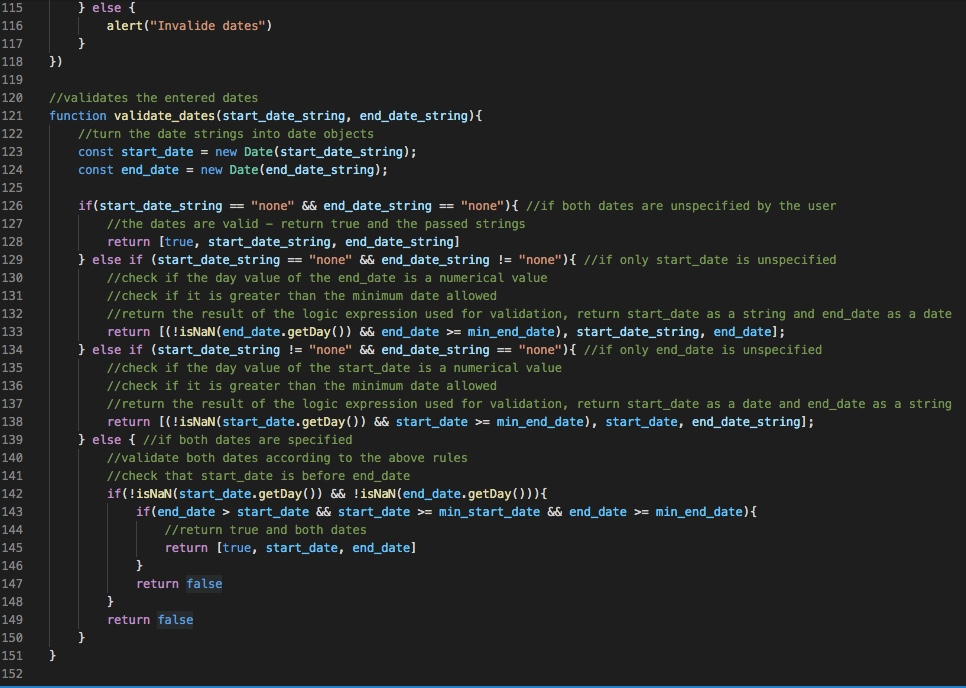 115 } else {
116 alert("Invalide dates")
117 }
118 })
119
120 //validates the entered dates
121 function validate_dates(start_date_string, end_date_string){
122 //turn the date strings into date objects
123 const start_date = new Date(start_date_string);
124 const end_date = new Date(end_date_string);
125
126 if(start_date_string == "none" && end_date_string == "none"){ //if both dates are unspecified by the user
127 //the dates are valid – return true and the passed strings
128 return [true, start_date_string, end_date_string]
129 } else if (start_date_string == "none" && end_date_string != "none"){ //if only start_date is unspecified
130 //check if the day value of the end_date is a numerical value
131 //check if it is greater than the minimum date allowed
132 //return the result of the logic expression used for validation, return start_date as a string and end_date as a date
133 return [(!isNaN(end_date.getDay()) && end_date >= min_end_date), start_date_string, end_date];
134 } else if (start_date_string != "none" && end_date_string == "none"){ //if only end_date is unspecified
135 //check if the day value of the start_date is a numerical value
136 //check if it is greater than the minimum date allowed
137 //return the result of the logic expression used for validation, return start_date as a date and end_date as a string
138 return [(!isNaN(start_date.getDay()) && start_date >= min_end_date), start_date, end_date_string];
139 } else { //if both dates are specified
140 //validate both dates according to the above rules
141 //check that start_date is before end_date
142 if(!isNaN(start_date.getDay()) && !isNaN(end_date.getDay())){
143 if(end_date > start_date && start_date >= min_start_date && end_date >= min_end_date){
144 //return true and both dates
145 return [true, start_date, end_date]
146 }
147 return false
148 }
149 return false
150 }
151 }
152